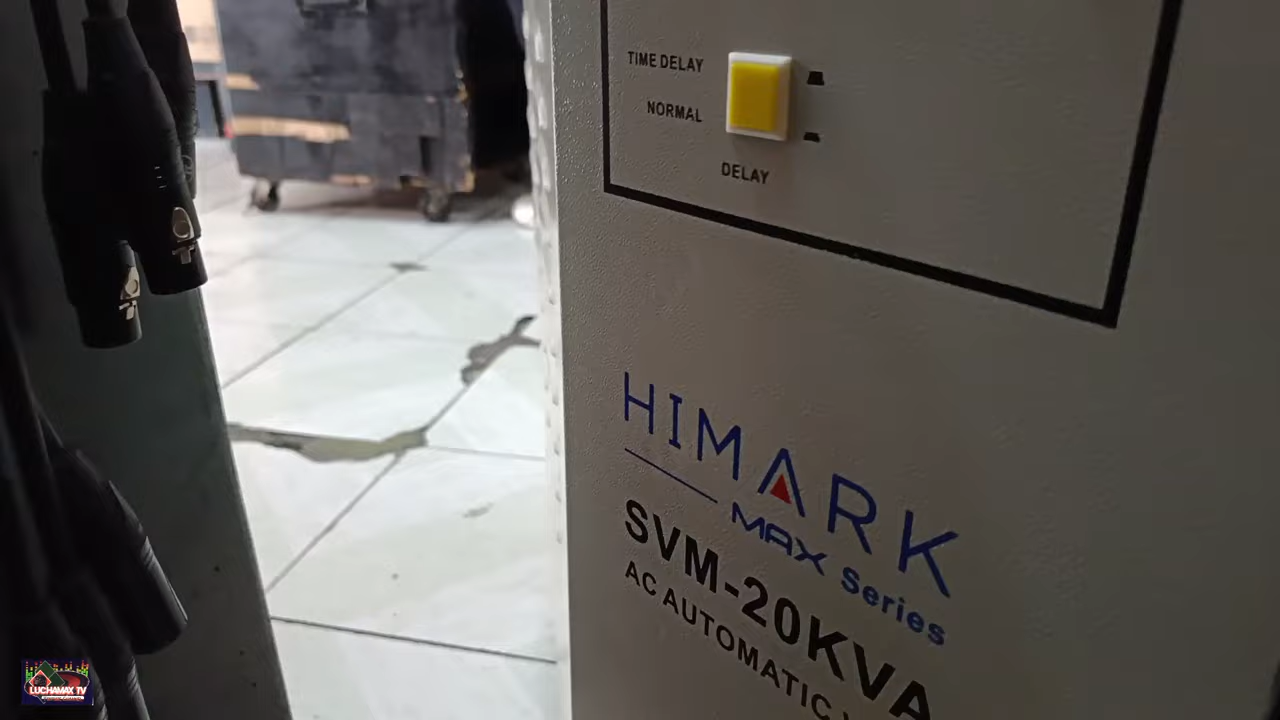 TIME DELAY
NORMAL
DELAY
HIMARK
MAX Series
SVM-20KVA
AC AUTOMATIC
LUCHAMAX TV